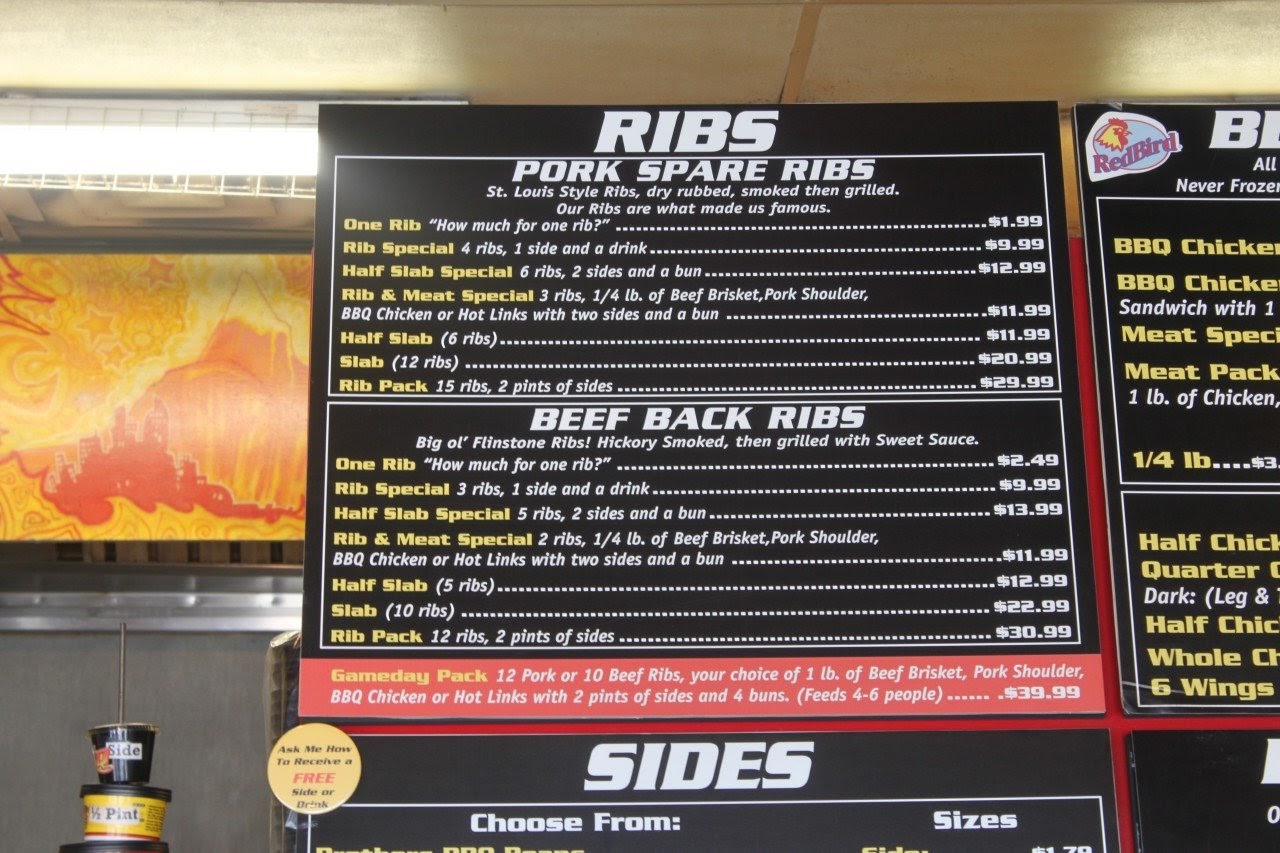 RIBS
PORK SPARE RIBS
St. Louis Style Ribs, dry rubbed, smoked then grilled.
Our Ribs are what made us famous.
One Rib "How much for one rib?" $1.99
Rib Special 4 ribs, 1 side and a drink $9.99
Half Slab Special 6 ribs, 2 sides and a bun $12.99
Rib & Meat Special 3 ribs, 1/4 lb. of Beef Brisket,Pork Shoulder,
BBQ Chicken or Hot Links with two sides and a bun $11.99
Half Slab (6 ribs) $11.99
Slab (12 ribs) $20.99
Rib Pack 15 ribs, 2 pints of sides $29.99
BEEF BACK RIBS
Big ol' Flinstone Ribs! Hickory Smoked, then grilled with Sweet Sauce.
One Rib "How much for one rib?" $2.49
Rib Special 3 ribs, 1 side and a drink $9.99
Half Slab Special 5 ribs, 2 sides and a bun $13.99
Rib & Meat Special 2 ribs, 1/4 lb. of Beef Brisket,Pork Shoulder,
BBQ Chicken or Hot Links with two sides and a bun $11.99
Half Slab (5 ribs) $12.99
Slab (10 ribs) $22.99
Rib Pack 12 ribs, 2 pints of sides $30.99
Gameday Pack 12 Pork or 10 Beef Ribs, your choice of 1 lb. of Beef Brisket, Pork Shoulder,
BBQ Chicken or Hot Links with 2 pints of sides and 4 buns. (Feeds 4-6 people) $39.99
Ask Me How
To Receive a
FREE
Side or
Drink
SIDES
Choose From: Sizes
Brothers BBQ Beans Side: $1.79
Side
½ Pint
RedBird
All
Never Frozen
BBQ Chicken
BBQ Chicken
Sandwich with 1
Meat Speci
Meat Pack
1 lb. of Chicken,
1/4 lb....$3.
Half Chick
Quarter
Dark: (Leg &
Half Chic
Whole Ch
6 Wings